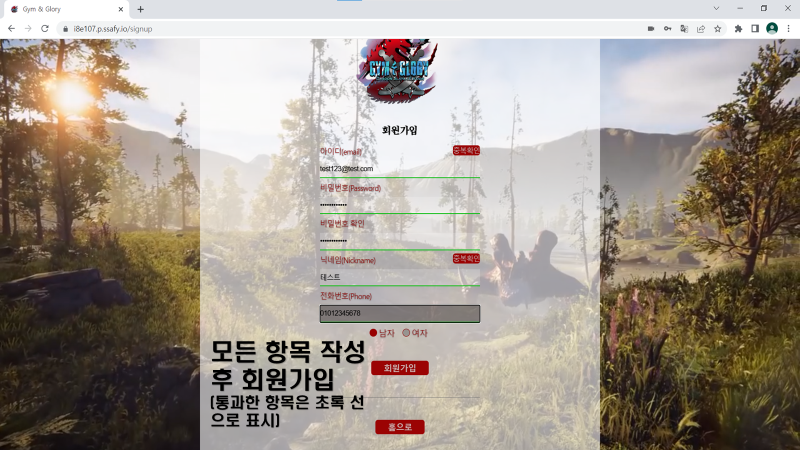 Gym & Glory
i8e107.p.ssafy.io/signup
GYM & GLORY
회원가입
아이디(email)
중복확인
test123@test.com
비밀번호(Password)
••••••••••••
비밀번호 확인
••••••••••••
닉네임(Nickname)
중복확인
테스트
전화번호(Phone)
01012345678
남자 여자
모든 항목 작성
후 회원가입
(통과한 항목은 초록 선
으로 표시)
회원가입
홈으로